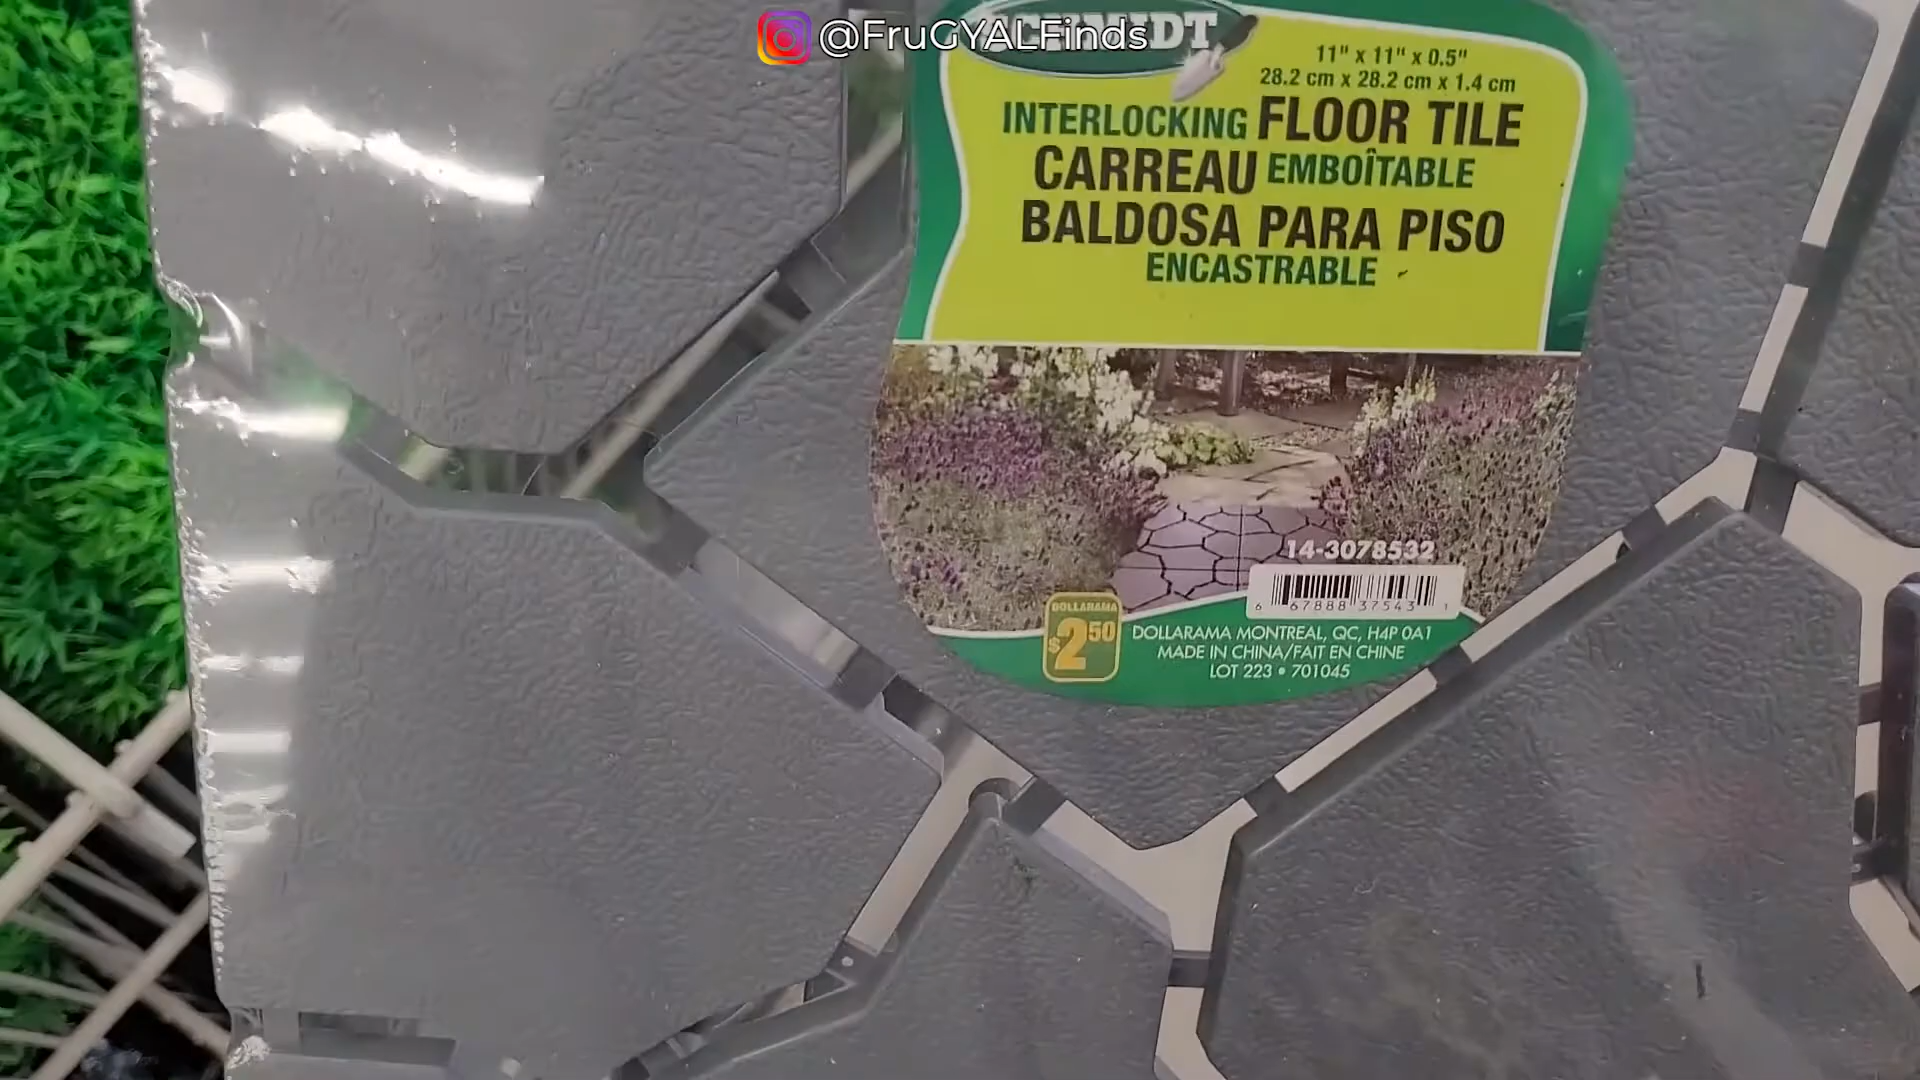 @FruGYALFinds
SCHMIDT
11" x 11" x 0.5"
28.2 cm x 28.2 cm x 1.4 cm
INTERLOCKING FLOOR TILE
CARREAU EMBOÎTABLE
BALDOSA PARA PISO
ENCASTRABLE
14-3078532
6 67888 37543 1
DOLLARAMA
$2.50
DOLLARAMA MONTREAL, QC, H4P 0A1
MADE IN CHINA/FAIT EN CHINE
LOT 223 • 701045